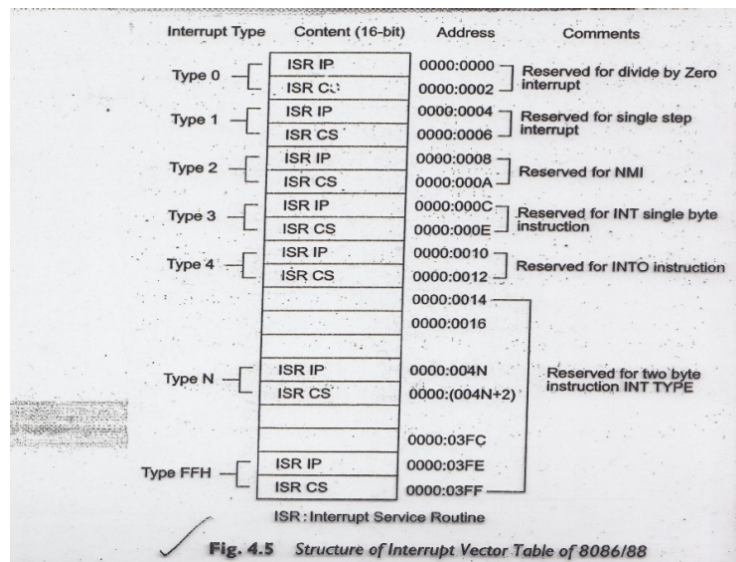 Interrupt Type Content (16-bit) Address Comments
Type 0 ISR IP 0000:0000 Reserved for divide by Zero
ISR CS 0000:0002 interrupt
Type 1 ISR IP 0000:0004 Reserved for single step
ISR CS 0000:0006 interrupt
Type 2 ISR IP 0000:0008 Reserved for NMI
ISR CS 0000:000A
Type 3 ISR IP 0000:000C Reserved for INT single byte
ISR CS 0000:000E instruction
Type 4 ISR IP 0000:0010 Reserved for INTO instruction
ISR CS 0000:0012
0000:0014
0000:0016
Type N ISR IP 0000:004N Reserved for two byte
ISR CS 0000:(004N+2) instruction INT TYPE
0000:03FC
Type FFH ISR IP 0000:03FE
ISR CS 0000:03FF
ISR : Interrupt Service Routine
Fig. 4.5 Structure of Interrupt Vector Table of 8086/88